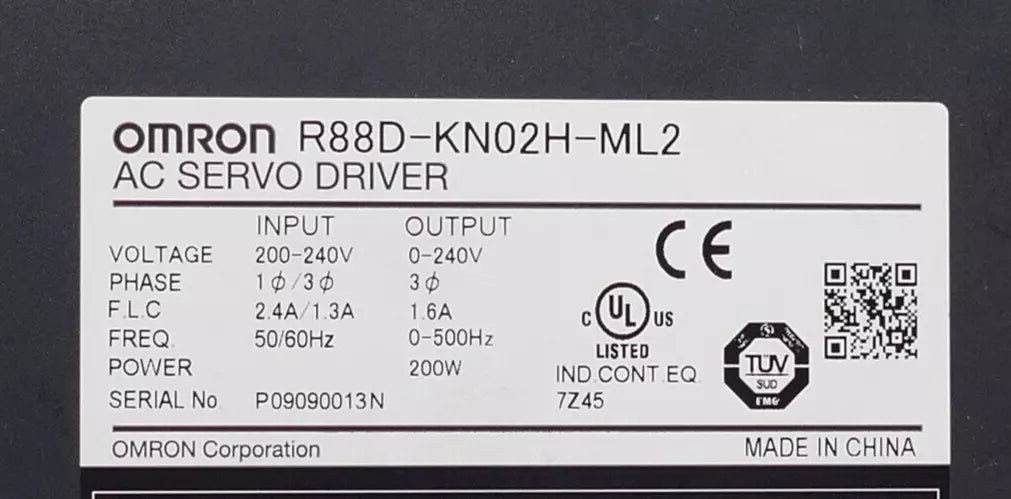 OMRON R88D-KN02H-ML2
AC SERVO DRIVER
INPUT OUTPUT
VOLTAGE 200-240V 0-240V
PHASE 1ϕ/3ϕ 3ϕ
F.L.C 2.4A/1.3A 1.6A
FREQ. 50/60Hz 0-500Hz
POWER 200W
SERIAL No. P09090013N
CE
C UL US
LISTED
IND.CONT.EQ.
7Z45
TÜV
SÜD
OMRON Corporation
MADE IN CHINA